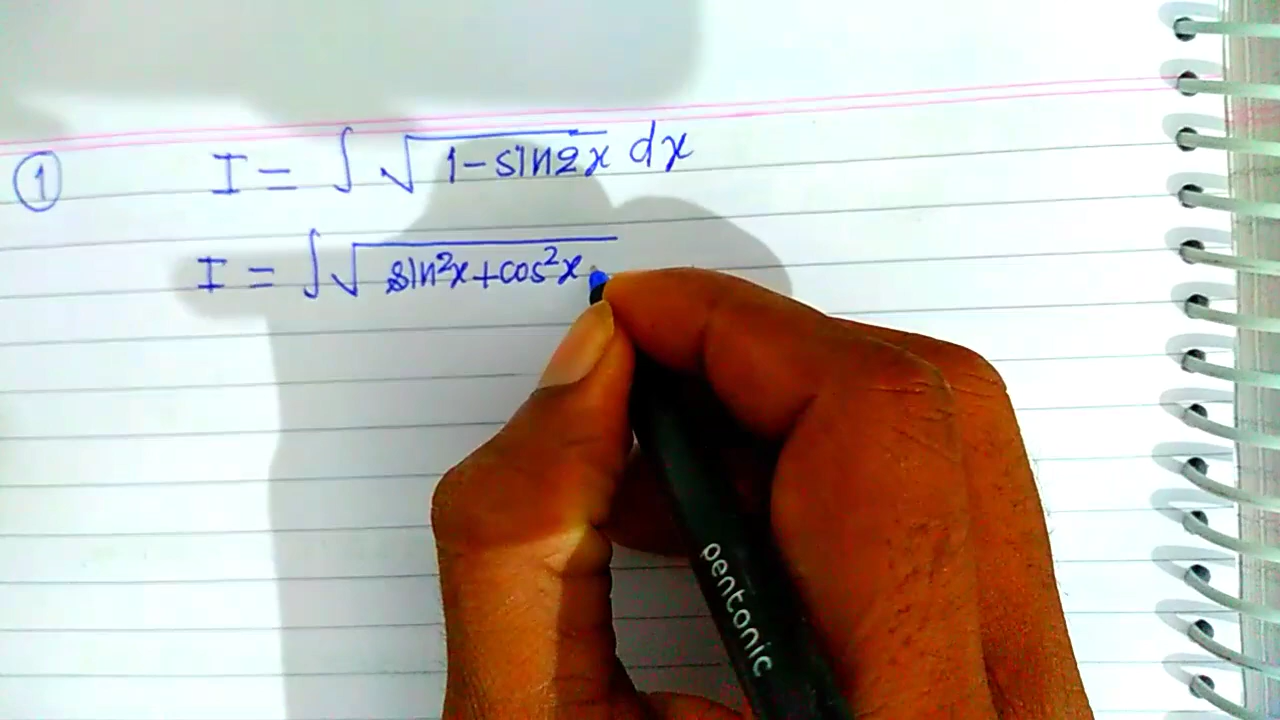 ① I = ∫ √1-sin2x dx
I = ∫ √sin²x+cos²x
pentonic